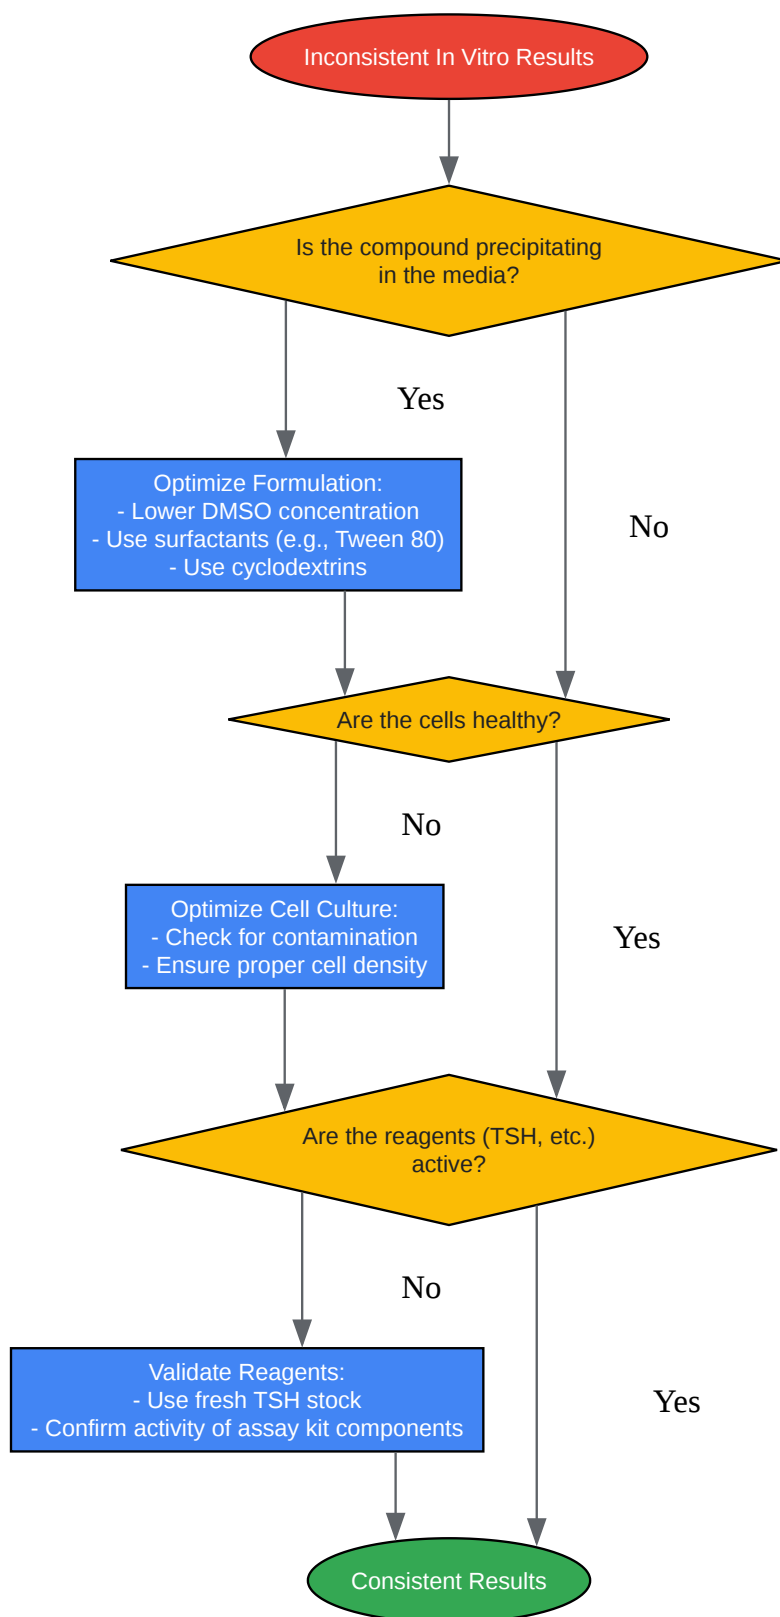 Inconsistent In Vitro Results
Is the compound precipitating
in the media?
Yes
Optimize Formulation:
- Lower DMSO concentration
- Use surfactants (e.g., Tween 80)
- Use cyclodextrins
No
Are the cells healthy?
No
Optimize Cell Culture:
- Check for contamination
- Ensure proper cell density
Yes
Are the reagents (TSH, etc.)
active?
No
Validate Reagents:
- Use fresh TSH stock
- Confirm activity of assay kit components
Yes
Consistent Results